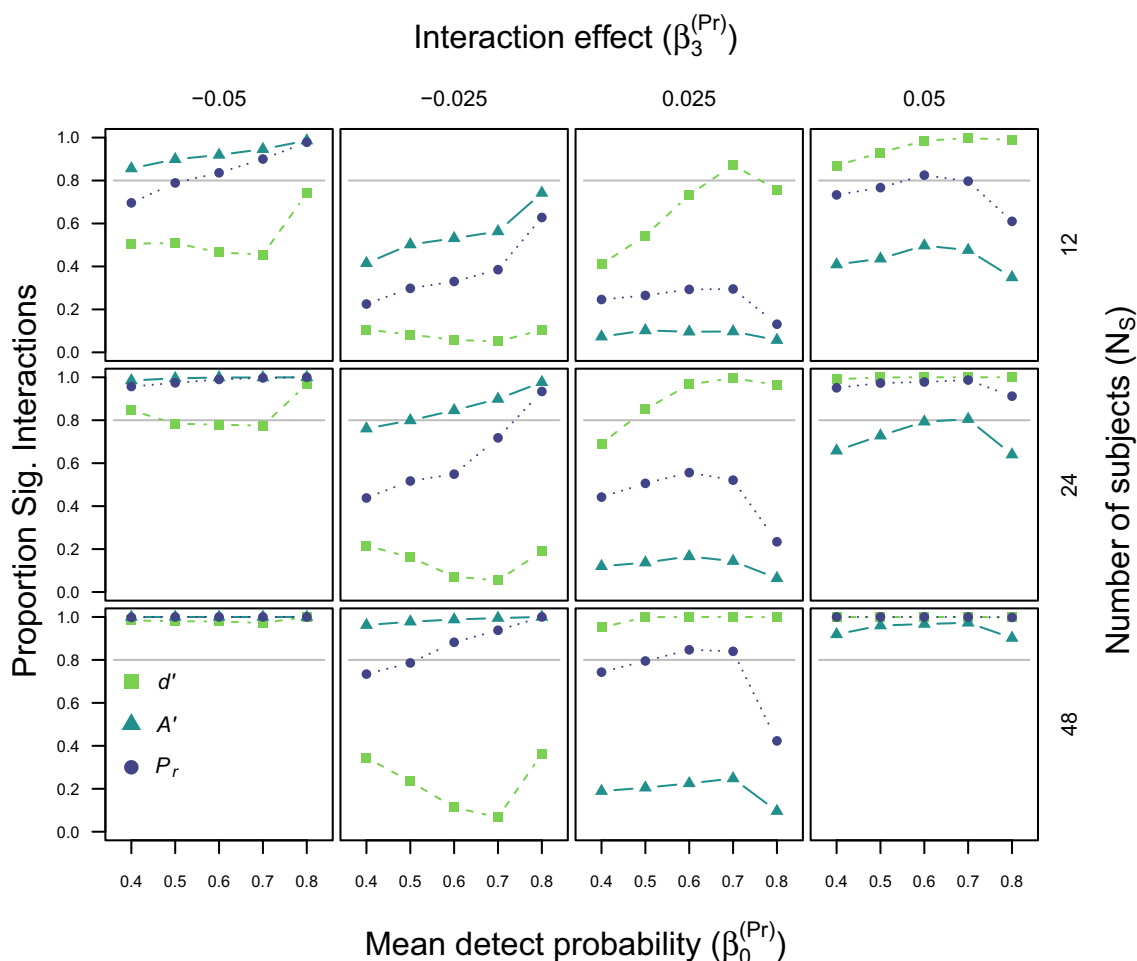 Interaction effect (β₃⁽ᴾʳ⁾)
−0.05 −0.025 0.025 0.05
Proportion Sig. Interactions
1.0
0.8
0.6
0.4
0.2
0.0
12
1.0
0.8
0.6
0.4
0.2
0.0
24
1.0
0.8
0.6
0.4
0.2
0.0
48
Number of subjects (Nₛ)
d'
A'
Pᵣ
0.4 0.5 0.6 0.7 0.8 0.4 0.5 0.6 0.7 0.8 0.4 0.5 0.6 0.7 0.8 0.4 0.5 0.6 0.7 0.8
Mean detect probability (β₀⁽ᴾʳ⁾)